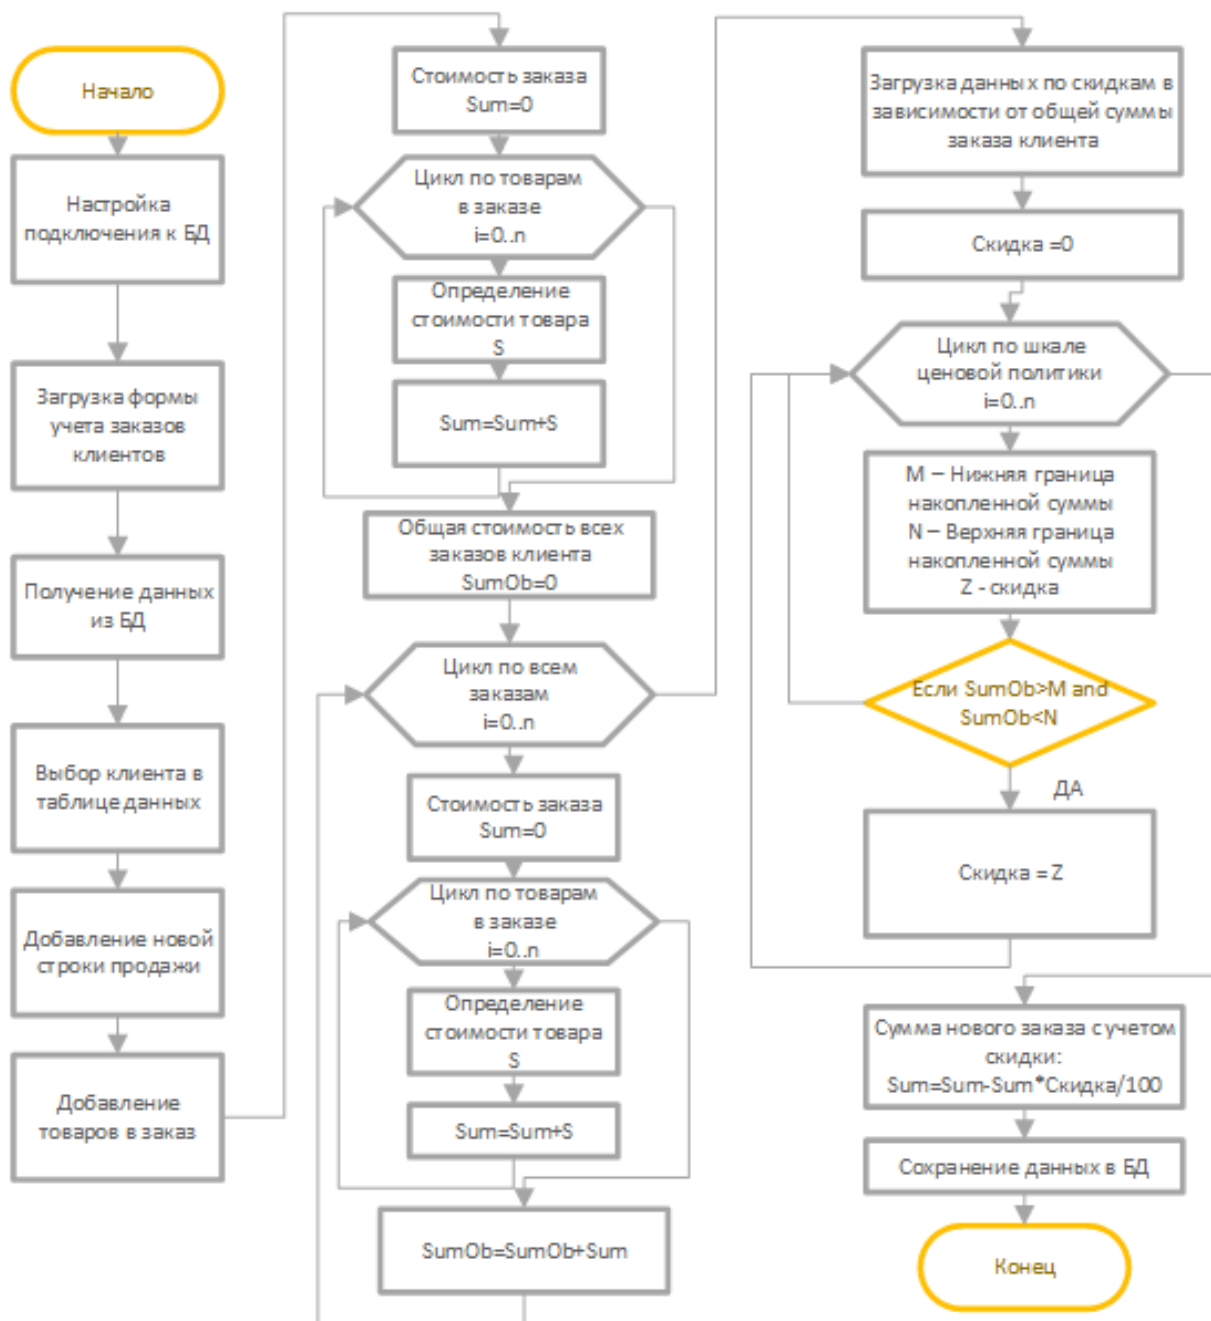 Начало
Настройка
подключения к БД
Загрузка формы
учета заказов
клиентов
Получение данных
из БД
Выбор клиента в
таблице данных
Добавление новой
строки продажи
Добавление
товаров в заказ
Стоимость заказа
Sum=0
Цикл по товарам
в заказе
i=0..n
Определение
стоимости товара
S
Sum=Sum+S
Общая стоимость всех
заказов клиента
SumOb=0
Цикл по всем
заказам
i=0..n
Стоимость заказа
Sum=0
Цикл по товарам
в заказе
i=0..n
Определение
стоимости товара
S
Sum=Sum+S
SumOb=SumOb+Sum
Загрузка данных по скидкам в
зависимости от общей суммы
заказа клиента
Скидка =0
Цикл по шкале
ценовой политики
i=0..n
M – Нижняя граница
накопленной суммы
N – Верхняя граница
накопленной суммы
Z - скидка
Если SumOb>M and
SumOb<N
ДА
Скидка = Z
Сумма нового заказа с учетом
скидки:
Sum=Sum-Sum*Скидка/100
Сохранение данных в БД
Конец